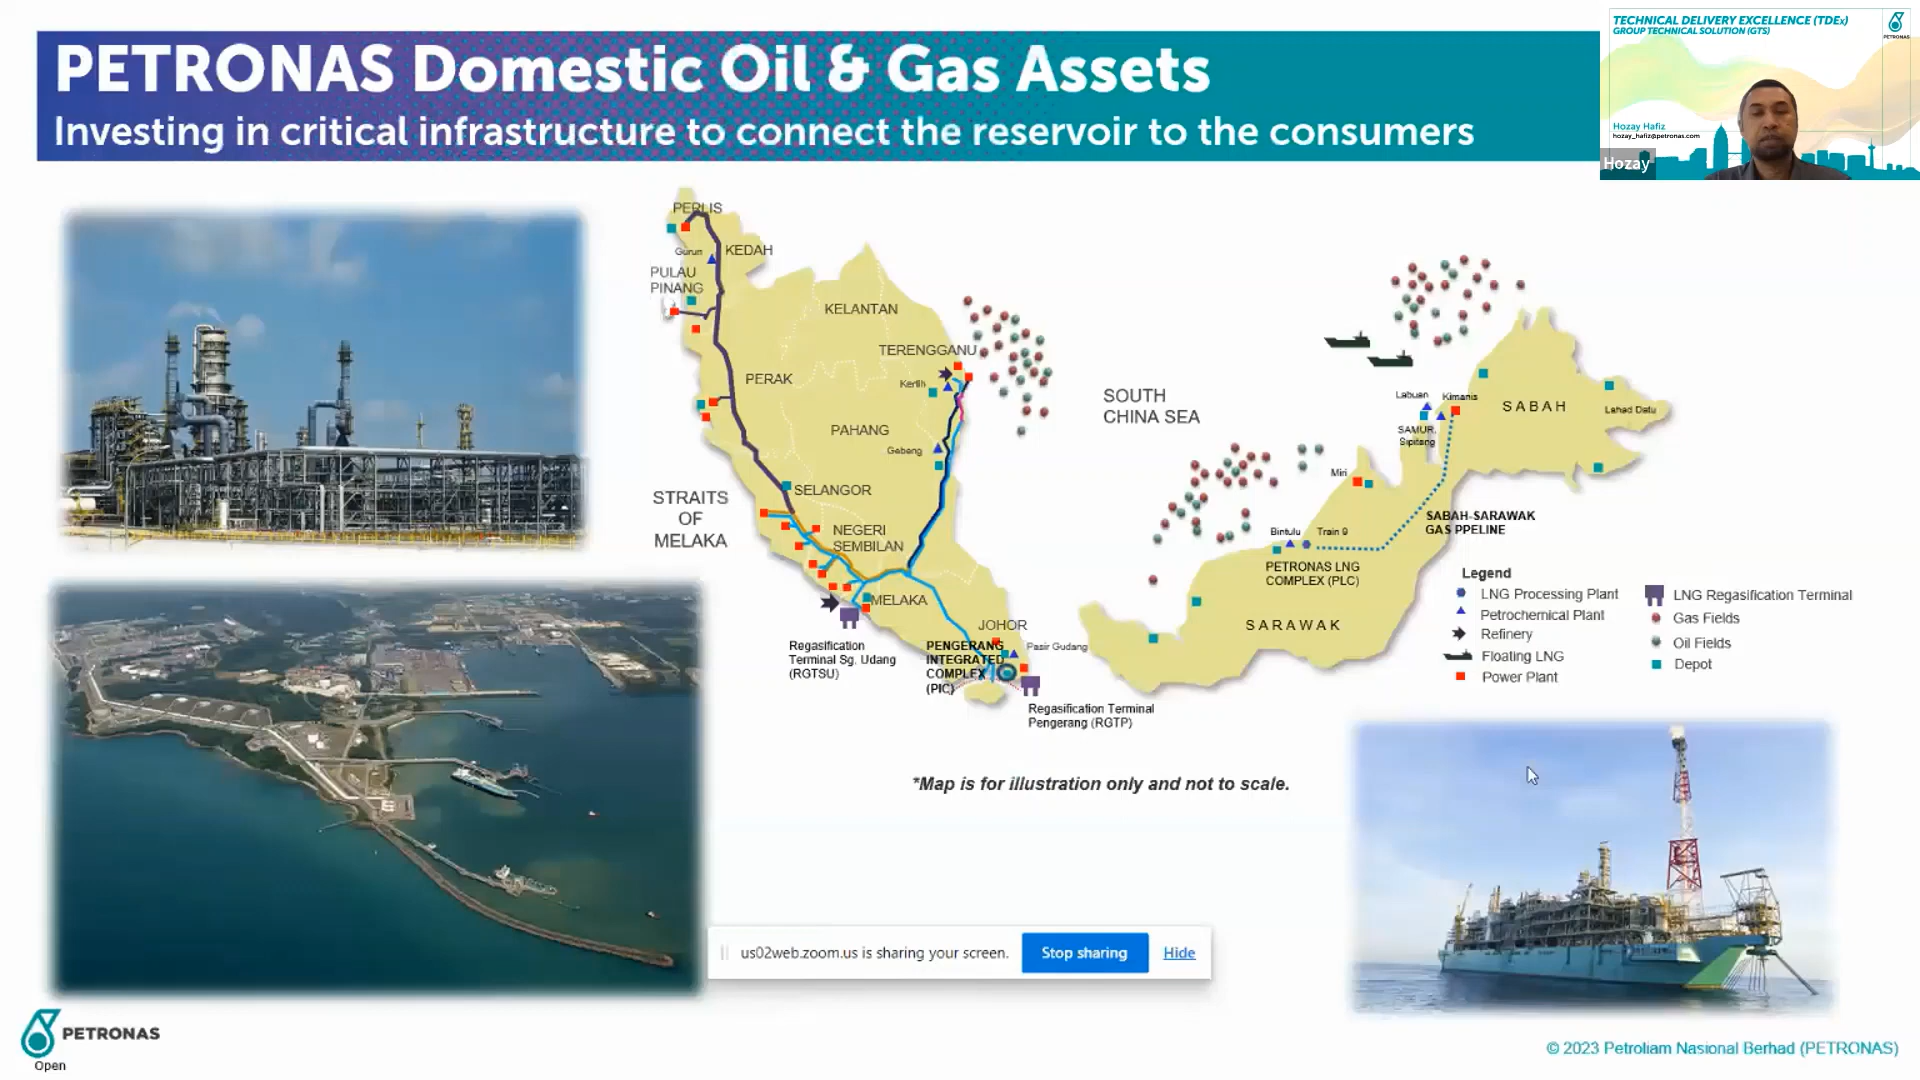 PETRONAS Domestic Oil & Gas Assets
Investing in critical infrastructure to connect the reservoir to the consumers
TECHNICAL DELIVERY EXCELLENCE (TDEx)
GROUP TECHNICAL SOLUTION (GTS)
PETRONAS
Hozay Hafiz
hozay_hafiz@petronas.com
Hozay
PERLIS
Gurun
KEDAH
PULAU
PINANG
KELANTAN
TERENGGANU
PERAK
Kertih
PAHANG
Gebeng
SELANGOR
STRAITS
OF
MELAKA
NEGERI
SEMBILAN
MELAKA
JOHOR
Regasification
Terminal Sg. Udang
(RGTSU)
PENGERANG
INTEGRATED
COMPLEX
(PIC)
Pasir Gudang
Regasification Terminal
Pengerang (RGTP)
SOUTH
CHINA SEA
Labuan
Kimanis
SAMUR,
Sipitang
SABAH
Lahad Datu
Miri
SABAH-SARAWAK
GAS PPELINE
Bintulu
Train 9
PETRONAS LNG
COMPLEX (PLC)
SARAWAK
Legend
LNG Processing Plant
Petrochemical Plant
Refinery
Floating LNG
Power Plant
LNG Regasification Terminal
Gas Fields
Oil Fields
Depot
*Map is for illustration only and not to scale.
us02web.zoom.us is sharing your screen.
Stop sharing
Hide
PETRONAS
Open
© 2023 Petroliam Nasional Berhad (PETRONAS)